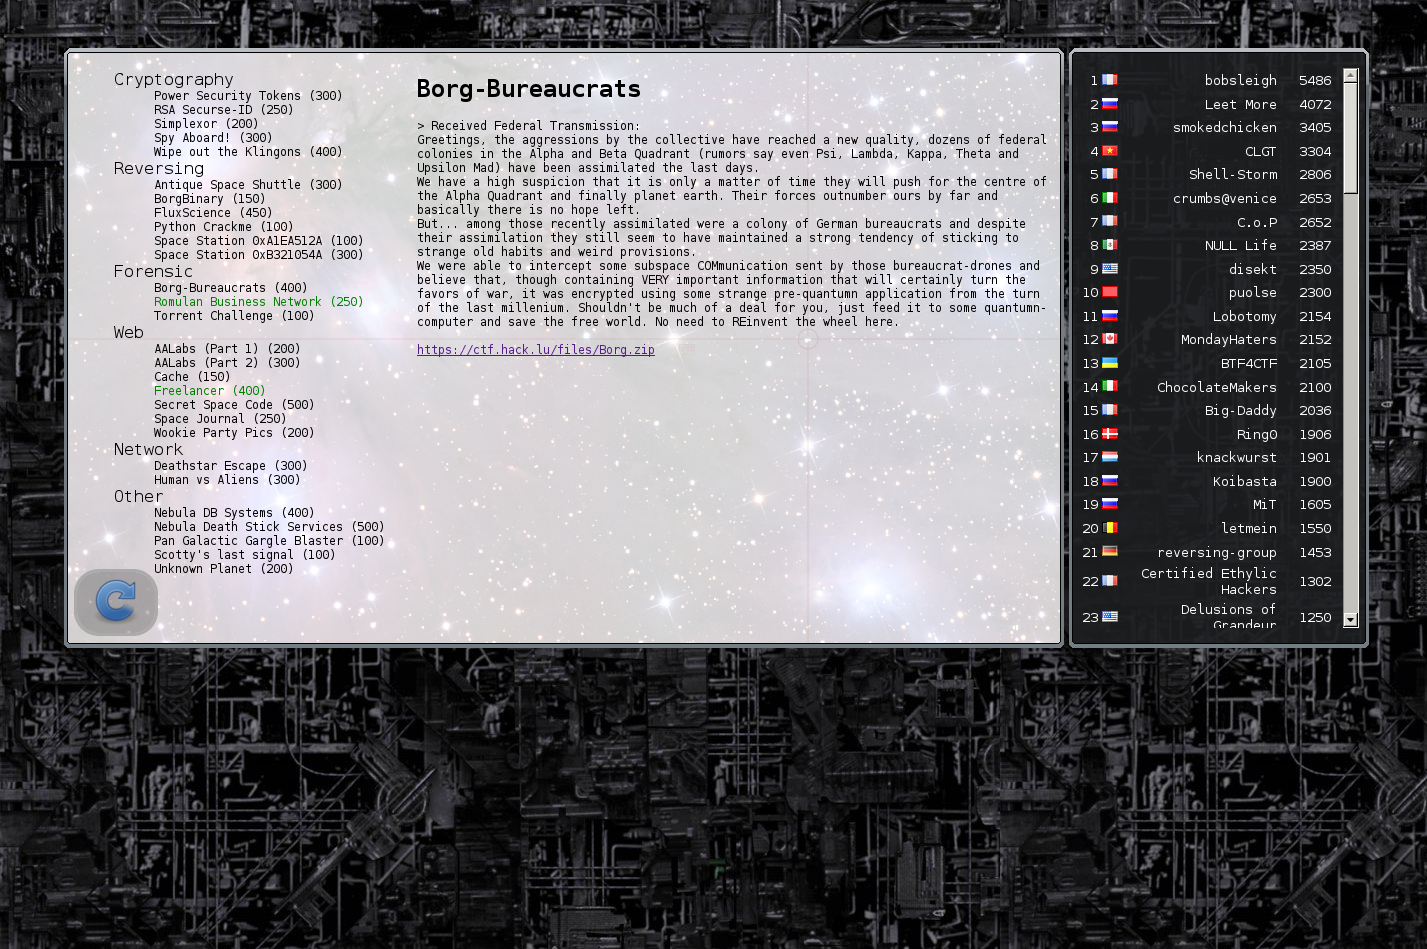 Cryptography
Power Security Tokens (300)
RSA Securse-ID (250)
Simplexor (200)
Spy Aboard! (300)
Wipe out the Klingons (400)
Reversing
Antique Space Shuttle (300)
BorgBinary (150)
FluxScience (450)
Python Crackme (100)
Space Station 0xA1EA512A (100)
Space Station 0xB321054A (300)
Forensic
Borg-Bureaucrats (400)
Romulan Business Network (250)
Torrent Challenge (100)
Web
AALabs (Part 1) (200)
AALabs (Part 2) (300)
Cache (150)
Freelancer (400)
Secret Space Code (500)
Space Journal (250)
Wookie Party Pics (200)
Network
Deathstar Escape (300)
Human vs Aliens (300)
Other
Nebula DB Systems (400)
Nebula Death Stick Services (500)
Pan Galactic Gargle Blaster (100)
Scotty's last signal (100)
Unknown Planet (200)
Borg-Bureaucrats
> Received Federal Transmission:
Greetings, the aggressions by the collective have reached a new quality, dozens of federal
colonies in the Alpha and Beta Quadrant (rumors say even Psi, Lambda, Kappa, Theta and
Upsilon Mad) have been assimilated the last days.
We have a high suspicion that it is only a matter of time they will push for the centre of
the Alpha Quadrant and finally planet earth. Their forces outnumber ours by far and
basically there is no hope left.
But... among those recently assimilated were a colony of German bureaucrats and despite
their assimilation they still seem to have maintained a strong tendency of sticking to
strange old habits and weird provisions.
We were able to intercept some subspace COMmunication sent by those bureaucrat-drones and
believe that, though containing VERY important information that will certainly turn the
favors of war, it was encrypted using some strange pre-quantumn application from the turn
of the last millenium. Shouldn't be much of a deal for you, just feed it to some quantumn-
computer and save the free world. No need to REinvent the wheel here.
https://ctf.hack.lu/files/Borg.zip
1 bobsleigh 5486
2 Leet More 4072
3 smokedchicken 3405
4 CLGT 3304
5 Shell-Storm 2806
6 crumbs@venice 2653
7 C.o.P 2652
8 NULL Life 2387
9 disekt 2350
10 puolse 2300
11 Lobotomy 2154
12 MondayHaters 2152
13 BTF4CTF 2105
14 ChocolateMakers 2100
15 Big-Daddy 2036
16 Ring0 1906
17 knackwurst 1901
18 Koibasta 1900
19 MiT 1605
20 letmein 1550
21 reversing-group 1453
22 Certified Ethylic 1302
Hackers
23 Delusions of 1250
Grandeur